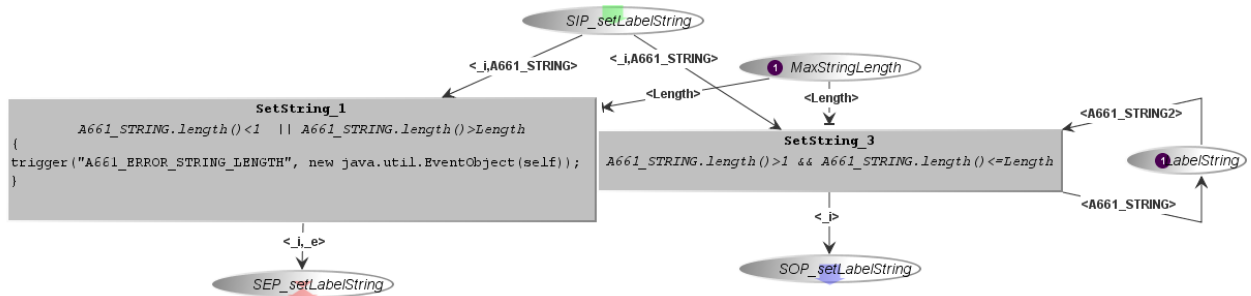 SIP_setLabelString
<_i,A661_STRING>
<_i,A661_STRING>
1 MaxStringLength
<Length>
<Length>
SetString_1
A661_STRING.length()<1 || A661_STRING.length()>Length
{
trigger("A661_ERROR_STRING_LENGTH", new java.util.EventObject(self));
}
SetString_3
A661_STRING.length()>1 && A661_STRING.length()<=Length
<A661_STRING2>
1 LabelString
<A661_STRING>
<_i,_e>
<_i>
SEP_setLabelString
SOP_setLabelString